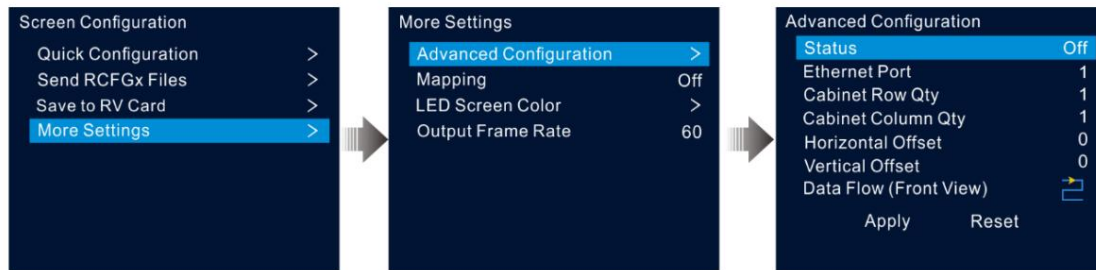 Screen Configuration
Quick Configuration >
Send RCFGx Files >
Save to RV Card >
More Settings >
More Settings
Advanced Configuration >
Mapping Off
LED Screen Color >
Output Frame Rate 60
Advanced Configuration
Status Off
Ethernet Port 1
Cabinet Row Qty 1
Cabinet Column Qty 1
Horizontal Offset 0
Vertical Offset 0
Data Flow (Front View)
Apply Reset